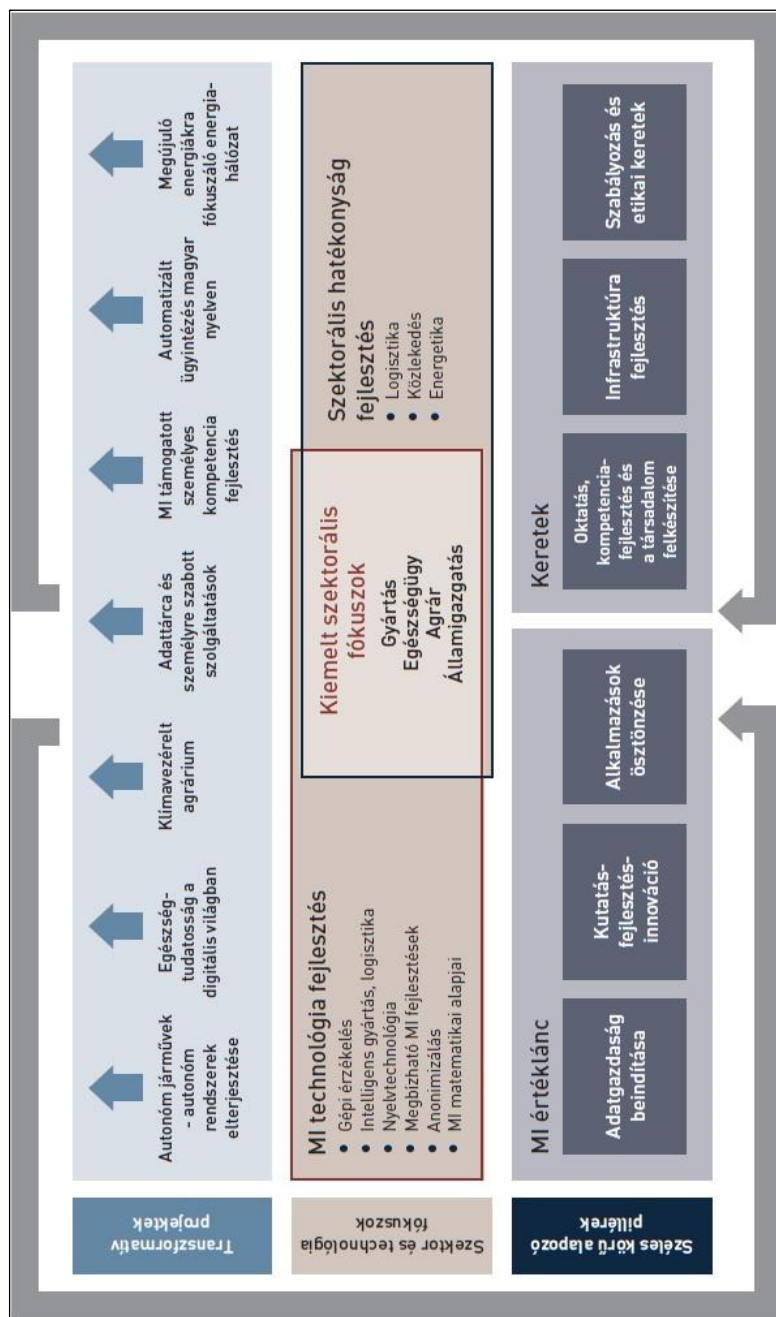 Transzformatív
projektek
Autonóm járművek
- autonóm
rendszerek
elterjesztése
Egészség-
tudatosság a
digitális világban
Klímavezérelt
agrárium
Adattárca és
személyre szabott
szolgáltatások
MI támogatott
személyes
kompetencia
fejlesztés
Automatizált
ügyintézés magyar
nyelven
Megújuló
energiákra
fókuszáló energia-
hálózat
Szektor és technológia
fókuszok
MI technológia fejlesztés
• Gépi érzékelés
• Intelligens gyártás, logisztika
• Nyelvtechnológia
• Megbízható MI fejlesztések
• Anonimizálás
• MI matematikai alapjai
Kiemelt szektorális
fókuszok
Gyártás
Egészségügy
Agrár
Államigazgatás
Szektorális hatékonyság
fejlesztés
• Logisztika
• Közlekedés
• Energetika
Széles körű alapozó
pillérek
MI értéklánc
Adatgazdaság
beindítása
Kutatás-
fejlesztés-
innováció
Alkalmazások
ösztönzése
Keretek
Oktatás,
kompetencia-
fejlesztés és
a társadalom
felkészítése
Infrastruktúra
fejlesztés
Szabályozás és
etikai keretek